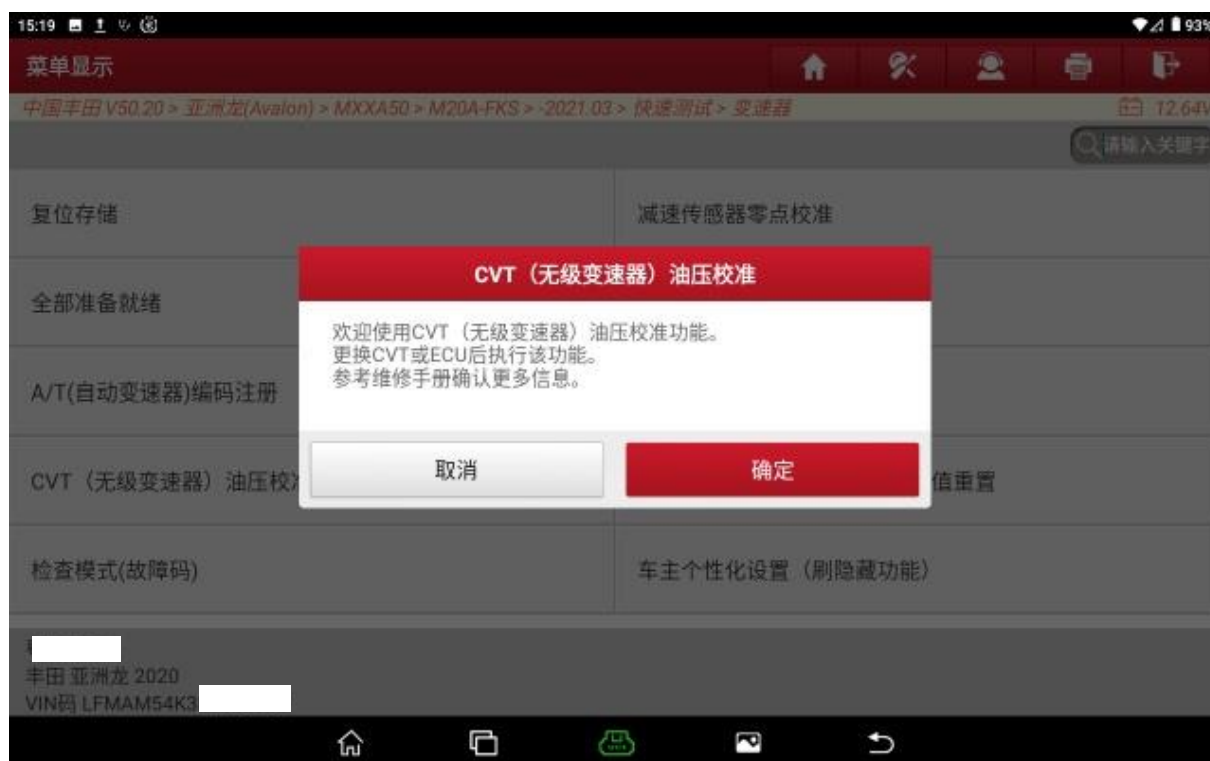 15:19
93%
菜单显示
中国丰田 V50.20 > 亚洲龙(Avalon) > MXXA50 > M20A-FKS > -2021.03 > 快速测试 > 变速器
12.64V
请输入关键字
复位存储
减速传感器零点校准
CVT（无级变速器）油压校准
全部准备就绪
欢迎使用CVT（无级变速器）油压校准功能。
更换CVT或ECU后执行该功能。
参考维修手册确认更多信息。
A/T(自动变速器)编码注册
取消
确定
CVT（无级变速器）油压校
值重置
检查模式(故障码)
车主个性化设置（刷隐藏功能）
丰田 亚洲龙 2020
VIN码 LFMAM54K3